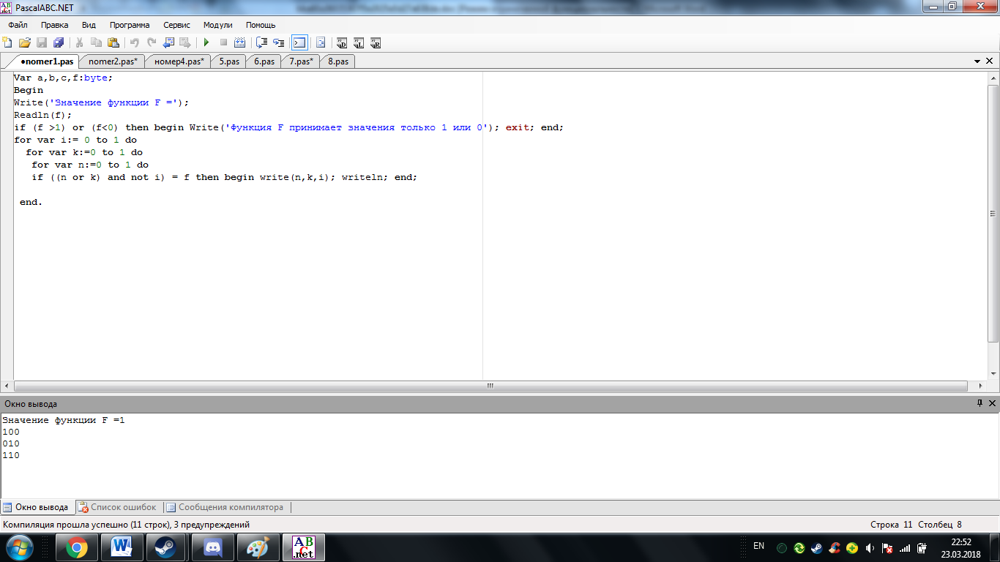 PascalABC.NET
Файл Правка Вид Программа Сервис Модули Помощь
•nomer1.pas nomer2.pas* номер4.pas* 5.pas 6.pas 7.pas* 8.pas
Var a,b,c,f:byte;
Begin
Write('Значение функции F =');
Readln(f);
if (f >1) or (f<0) then begin Write('Функция F принимает значения только 1 или 0'); exit; end;
for var i:= 0 to 1 do
for var k:=0 to 1 do
for var n:=0 to 1 do
if ((n or k) and not i) = f then begin write(n,k,i); writeln; end;
end.
Окно вывода
Значение функции F =1
100
010
110
Окно вывода Список ошибок Сообщения компилятора
Компиляция прошла успешно (11 строк), 3 предупреждений Строка 11 Столбец 8
EN 22:52
23.03.2018